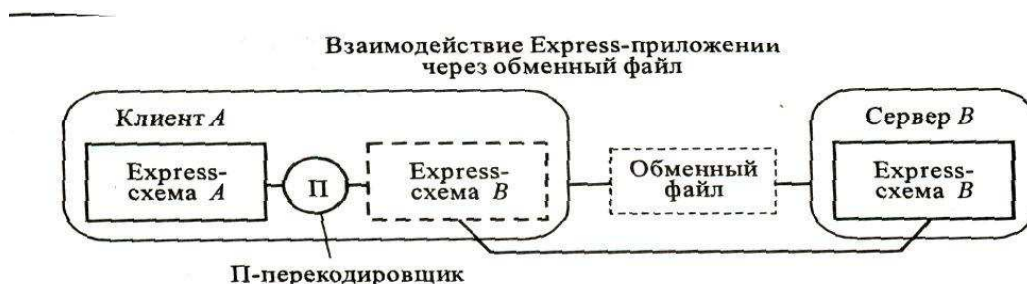 Взаимодействие Express-приложении
через обменный файл
Клиент A
Сервер B
Express-
схема A
П
Express-
схема B
Обменный
файл
Express-
схема B
П-перекодировщик